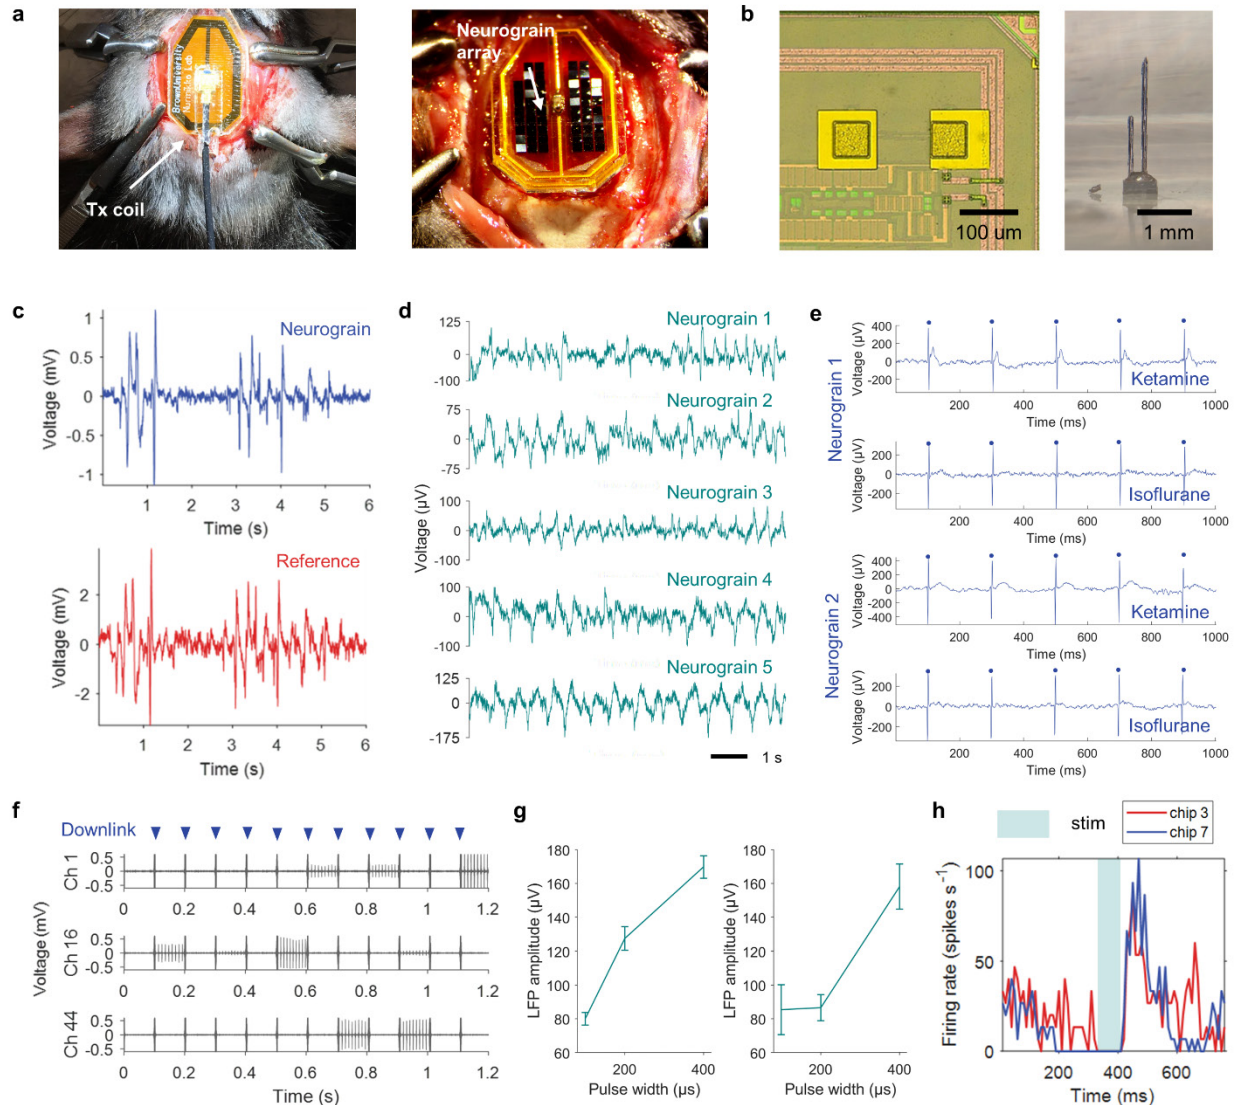 a
Brown University
Nurmikko Lab
Tx coil
Neurograin
array
b
100 um
1 mm
c
Voltage (mV)
1
0.5
0
-0.5
-1
Neurograin
1 2 3 4 5 6
Time (s)
Voltage (mV)
2
0
-2
Reference
1 2 3 4 5 6
Time (s)
d
Voltage (µV)
Neurograin 1
125
0
-100
Neurograin 2
75
0
-75
Neurograin 3
100
0
-100
Neurograin 4
100
0
-100
Neurograin 5
125
0
-175
1 s
e
Neurograin 1
Voltage (µV)
400
200
0
-200
Ketamine
200 400 600 800 1000
Time (ms)
Voltage (µV)
200
0
-200
Isoflurane
200 400 600 800 1000
Time (ms)
Neurograin 2
Voltage (µV)
400
200
0
-200
-400
Ketamine
200 400 600 800 1000
Time (ms)
Voltage (µV)
200
0
-200
Isoflurane
200 400 600 800 1000
Time (ms)
f
Downlink
Voltage (mV)
Ch 1
0.5
0
-0.5
0 0.2 0.4 0.6 0.8 1 1.2
Ch 16
0.5
0
-0.5
0 0.2 0.4 0.6 0.8 1 1.2
Ch 44
0.5
0
-0.5
0 0.2 0.4 0.6 0.8 1 1.2
Time (s)
g
LFP amplitude (µV)
180
160
140
120
100
80
60
200 400
Pulse width (µs)
LFP amplitude (µV)
180
160
140
120
100
80
60
200 400
Pulse width (µs)
h
stim
chip 3
chip 7
Firing rate (spikes s⁻¹)
100
50
0
200 400 600
Time (ms)